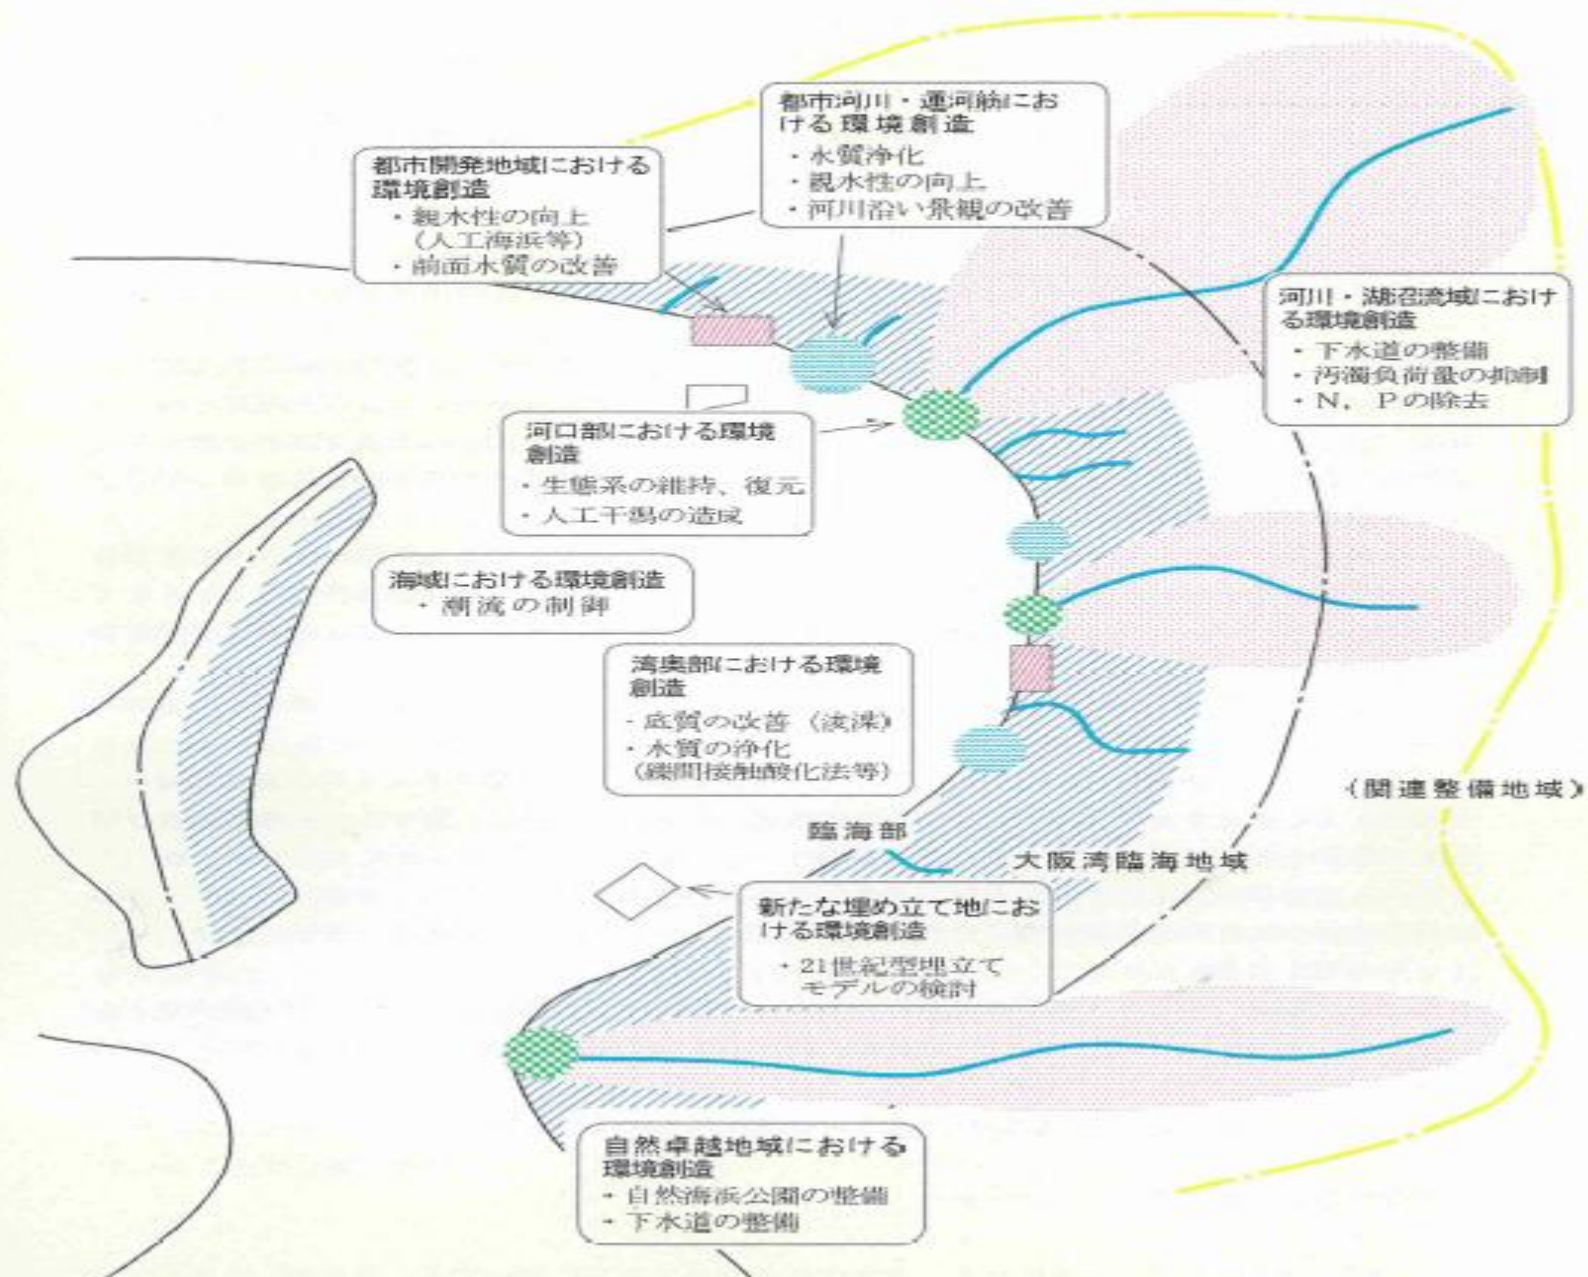 都市河川・運河筋にお
ける環境創造
・水質浄化
・親水性の向上
・河川沿い景観の改善
都市開発地域における
環境創造
・親水性の向上
（人工海浜等）
・前面水質の改善
河川・湖沼流域におけ
る環境創造
・下水道の整備
・汚濁負荷量の抑制
・N，Pの除去
河口部における環境
創造
・生態系の維持、復元
・人工干潟の造成
海域における環境創造
・潮流の制御
湾奥部における環境
創造
・底質の改善（浚渫）
・水質の浄化
（礫間接触酸化法等）
（関連整備地域）
臨海部
大阪湾臨海地域
新たな埋め立て地にお
ける環境創造
・21世紀型埋立て
モデルの検討
自然卓越地域における
環境創造
・自然海浜公園の整備
・下水道の整備